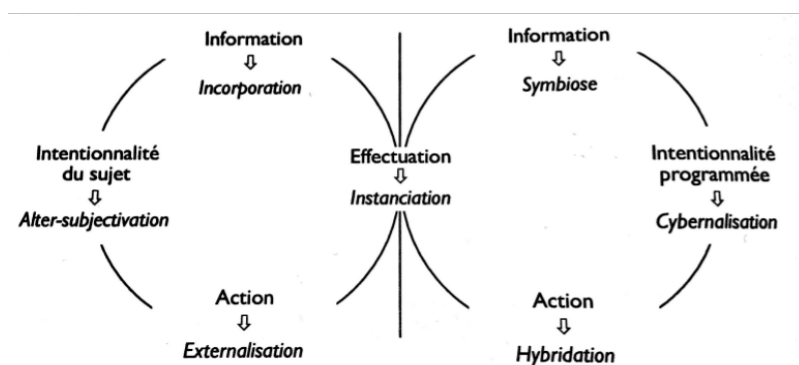 Information
⇩
Incorporation
Information
⇩
Symbiose
Intentionnalité
du sujet
⇩
Alter-subjectivation
Effectuation
⇩
Instanciation
Intentionnalité
programmée
⇩
Cybernalisation
Action
⇩
Externalisation
Action
⇩
Hybridation